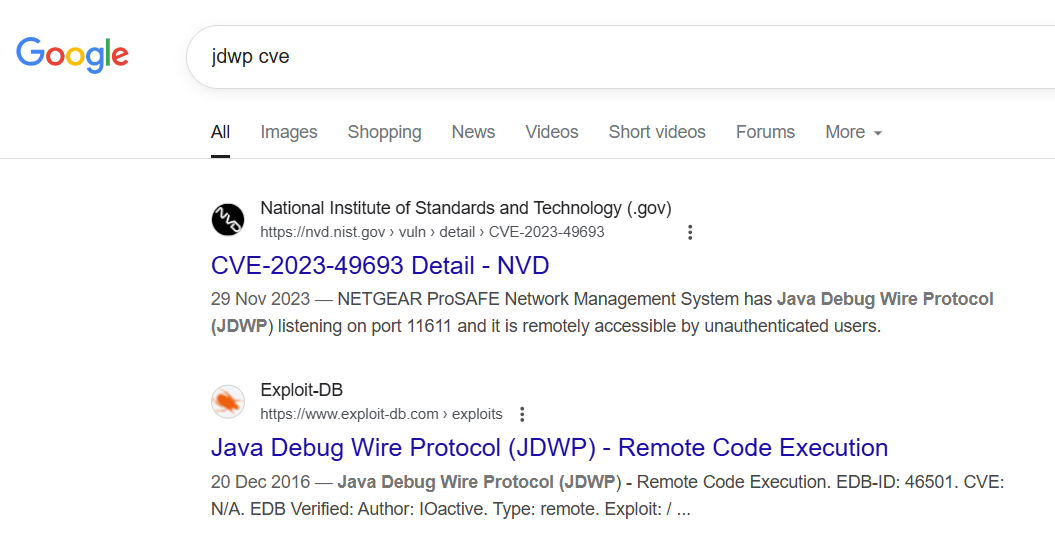 Google
jdwp cve
All Images Shopping News Videos Short videos Forums More
NVD
National Institute of Standards and Technology (.gov)
https://nvd.nist.gov › vuln › detail › CVE-2023-49693
CVE-2023-49693 Detail - NVD
29 Nov 2023 — NETGEAR ProSAFE Network Management System has Java Debug Wire Protocol
(JDWP) listening on port 11611 and it is remotely accessible by unauthenticated users.
Exploit-DB
https://www.exploit-db.com › exploits
Java Debug Wire Protocol (JDWP) - Remote Code Execution
20 Dec 2016 — Java Debug Wire Protocol (JDWP) - Remote Code Execution. EDB-ID: 46501. CVE:
N/A. EDB Verified: Author: IOactive. Type: remote. Exploit: / ...